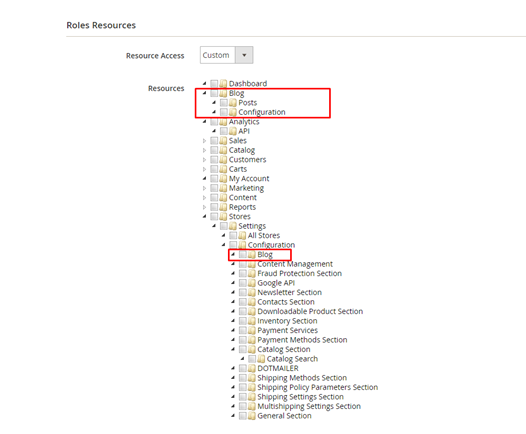 Roles Resources
Resource Access Custom
Resources
Dashboard
Blog
Posts
Configuration
Analytics
API
Sales
Catalog
Customers
Carts
My Account
Marketing
Content
Reports
Stores
Settings
All Stores
Configuration
Blog
Content Management
Fraud Protection Section
Google API
Newsletter Section
Contacts Section
Downloadable Product Section
Inventory Section
Payment Services
Payment Methods Section
Catalog Section
Catalog Search
DOTMAILER
Shipping Methods Section
Shipping Policy Parameters Section
Shipping Settings Section
Multishipping Settings Section
General Section